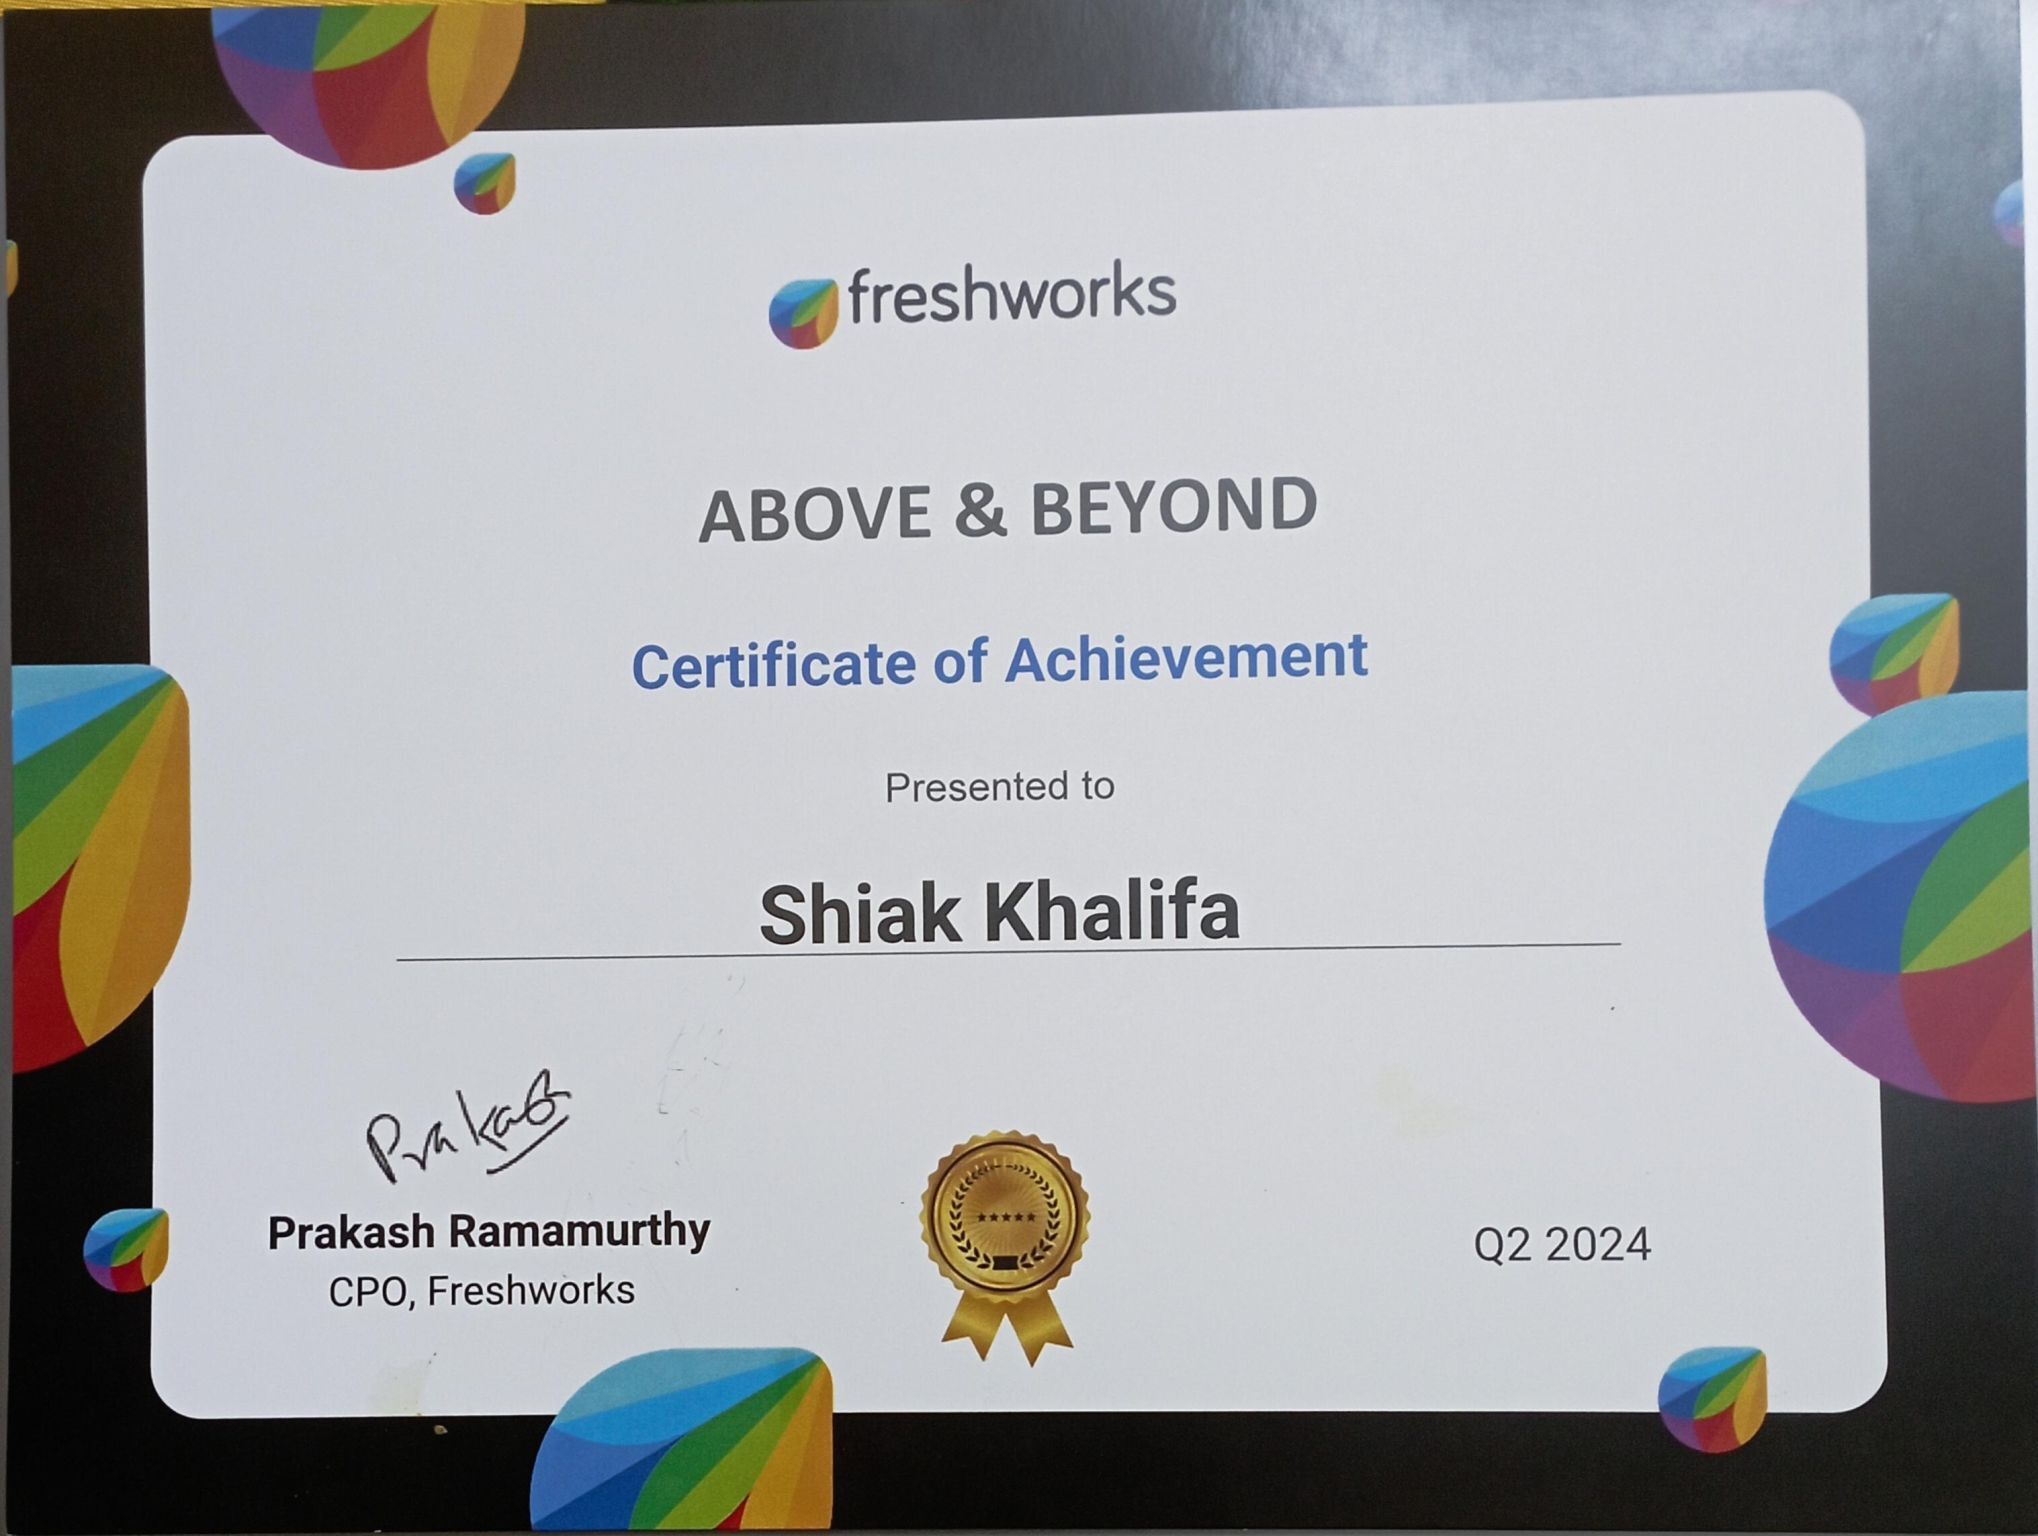 freshworks
ABOVE & BEYOND
Certificate of Achievement
Presented to
Shiak Khalifa
Prakash
Prakash Ramamurthy
CPO, Freshworks
Q2 2024